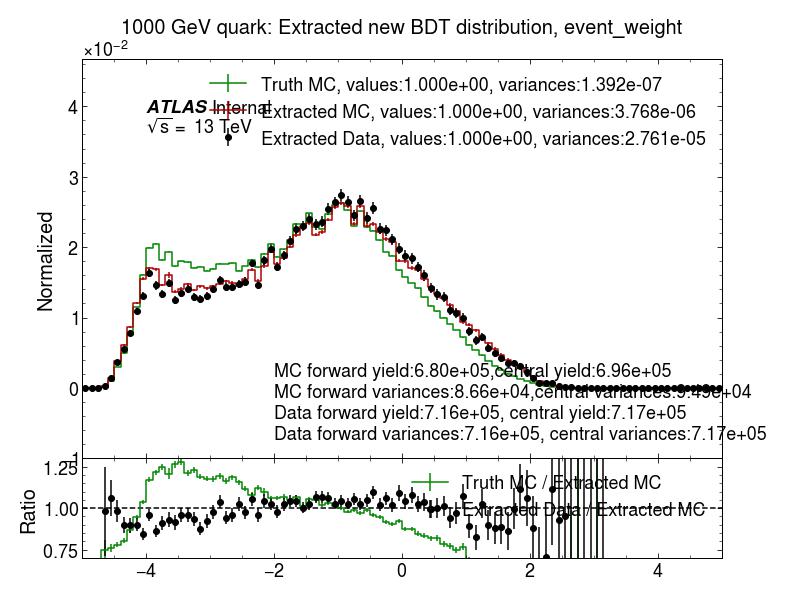 1000 GeV quark: Extracted new BDT distribution, event_weight
×10−2
Truth MC, values:1.000e+00, variances:1.392e-07
ATLAS Internal
Extracted MC, values:1.000e+00, variances:3.768e-06
√s = 13 TeV
Extracted Data, values:1.000e+00, variances:2.761e-05
4
3
2
1
0
1
Normalized
MC forward yield:6.80e+05,central yield:6.96e+05
MC forward variances:8.66e+04,central variances:9.49e+04
Data forward yield:7.16e+05, central yield:7.17e+05
Data forward variances:7.16e+05, central variances:7.17e+05
1.25
1.00
0.75
Ratio
Truth MC / Extracted MC
Extracted Data / Extracted MC
−4 −2 0 2 4